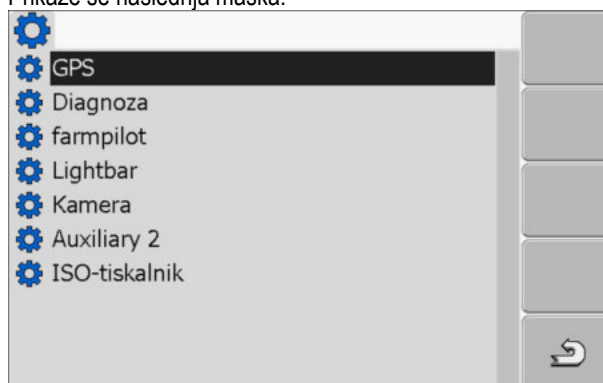 Prikaže se naslednja maska:
GPS
Diagnoza
farmpilot
Lightbar
Kamera
Auxiliary 2
ISO-tiskalnik